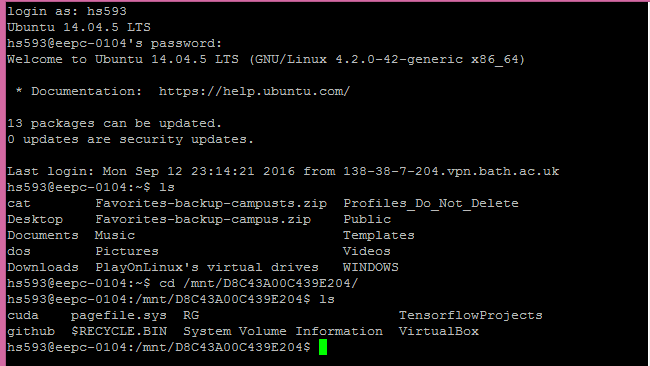 login as: hs593
Ubuntu 14.04.5 LTS
hs593@eepc-0104's password:
Welcome to Ubuntu 14.04.5 LTS (GNU/Linux 4.2.0-42-generic x86_64)
* Documentation:  https://help.ubuntu.com/
13 packages can be updated.
0 updates are security updates.
Last login: Mon Sep 12 23:14:21 2016 from 138-38-7-204.vpn.bath.ac.uk
hs593@eepc-0104:~$ ls
cat        Favorites-backup-campusts.zip  Profiles_Do_Not_Delete
Desktop    Favorites-backup-campus.zip    Public
Documents  Music                          Templates
dos        Pictures                       Videos
Downloads  PlayOnLinux's virtual drives   WINDOWS
hs593@eepc-0104:~$ cd /mnt/D8C43A00C439E204/
hs593@eepc-0104:/mnt/D8C43A00C439E204$ ls
cuda    pagefile.sys  RG                         TensorflowProjects
github  $RECYCLE.BIN  System Volume Information  VirtualBox
hs593@eepc-0104:/mnt/D8C43A00C439E204$